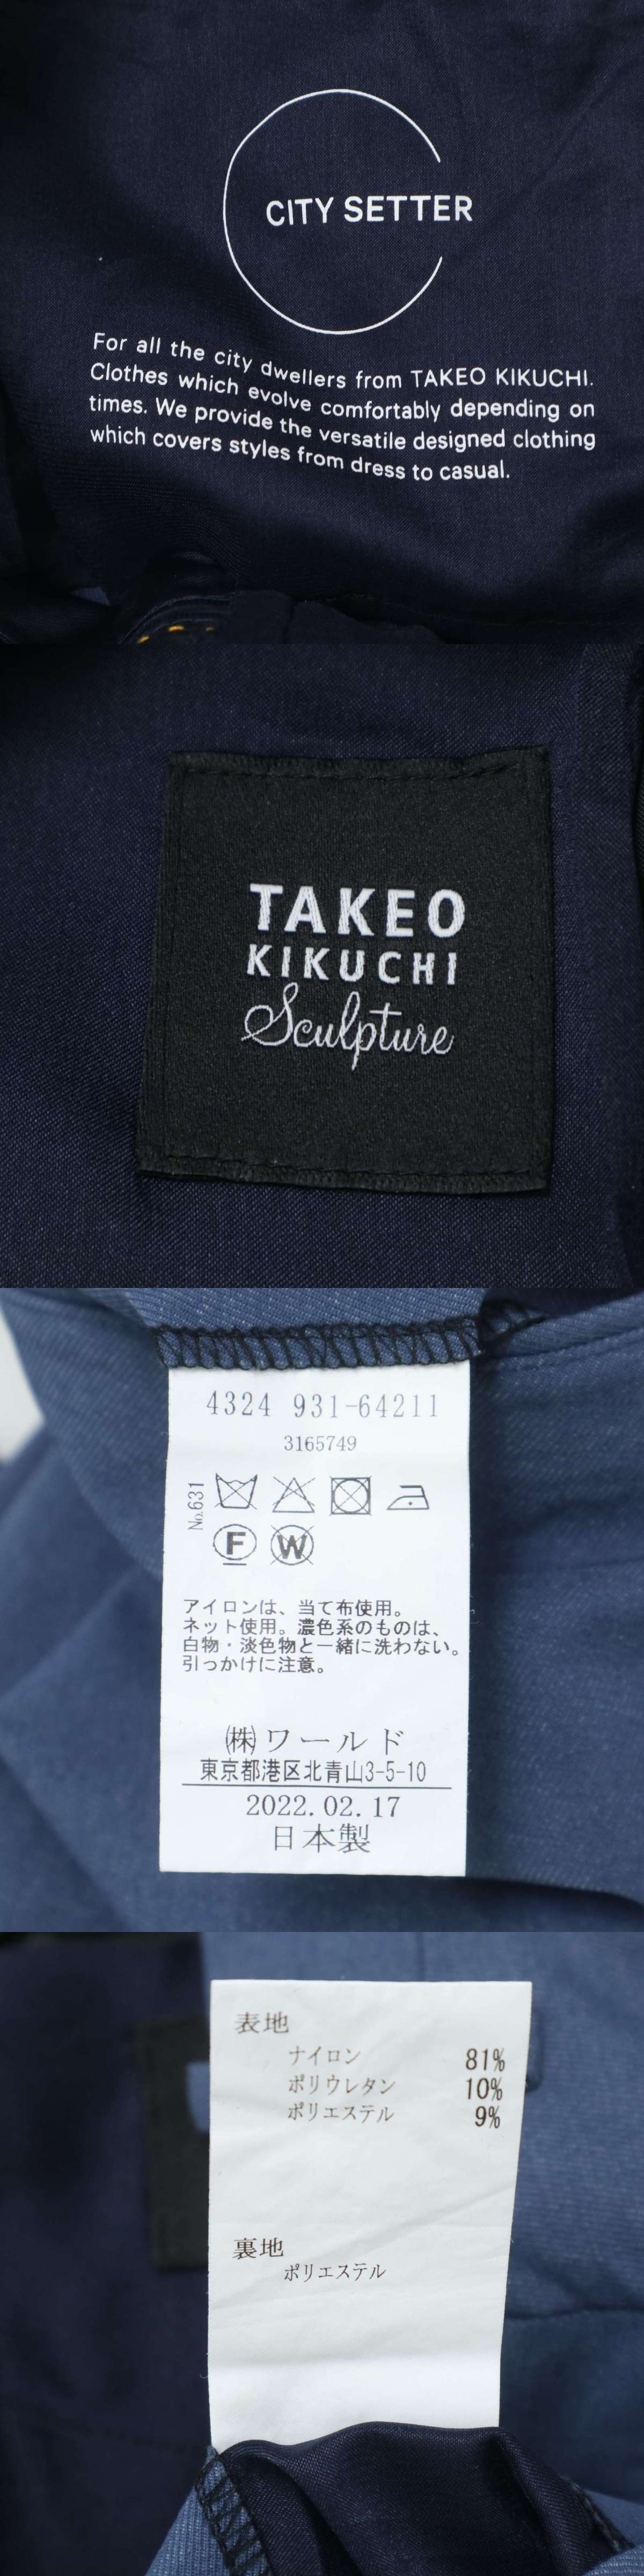 CITY SETTER
For all the city dwellers from TAKEO KIKUCHI.
Clothes which evolve comfortably depending on
times. We provide the versatile designed clothing
which covers styles from dress to casual.
TAKEO
KIKUCHI
Sculpture
4324 931-64211
3165749
No.631
F W
アイロンは、当て布使用。
ネット使用。濃色系のものは、
白物・淡色物と一緒に洗わない。
引っかけに注意。
㈱ワールド
東京都港区北青山3-5-10
2022.02.17
日本製
表地
ナイロン 81%
ポリウレタン 10%
ポリエステル 9%
裏地
ポリエステル